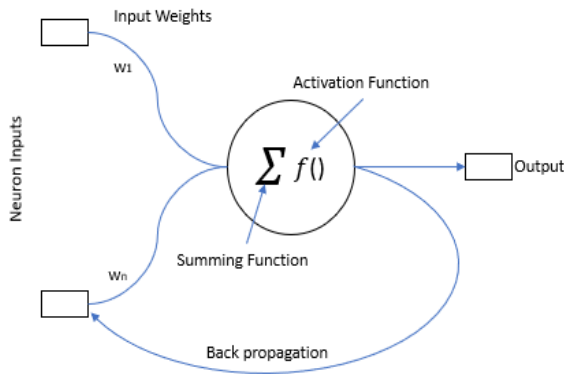 Input Weights
W1
Activation Function
Neuron Inputs
∑ f()
Output
Summing Function
Wn
Back propagation